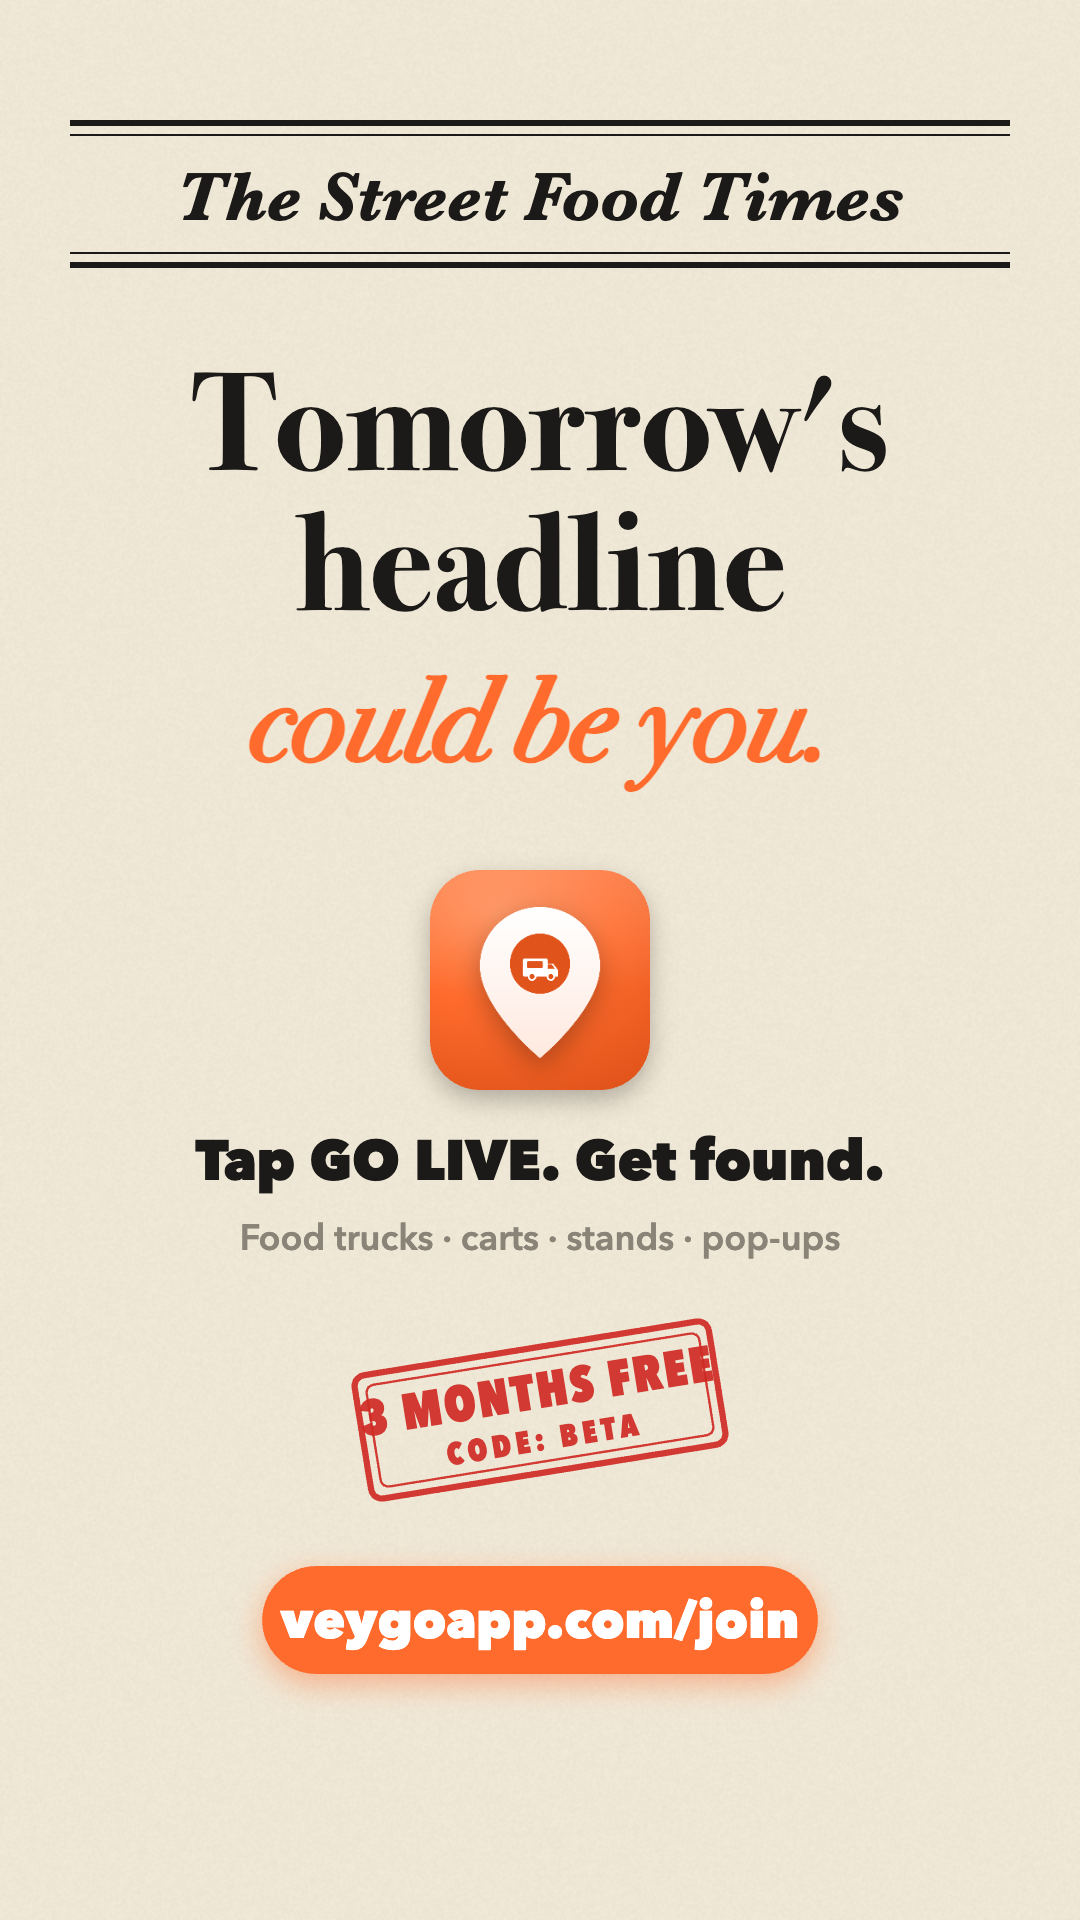 The Street Food Times
Tomorrow's
headline
could be you.
Tap GO LIVE. Get found.
Food trucks · carts · stands · pop-ups
3 MONTHS FREE
CODE: BETA
veygoapp.com/join